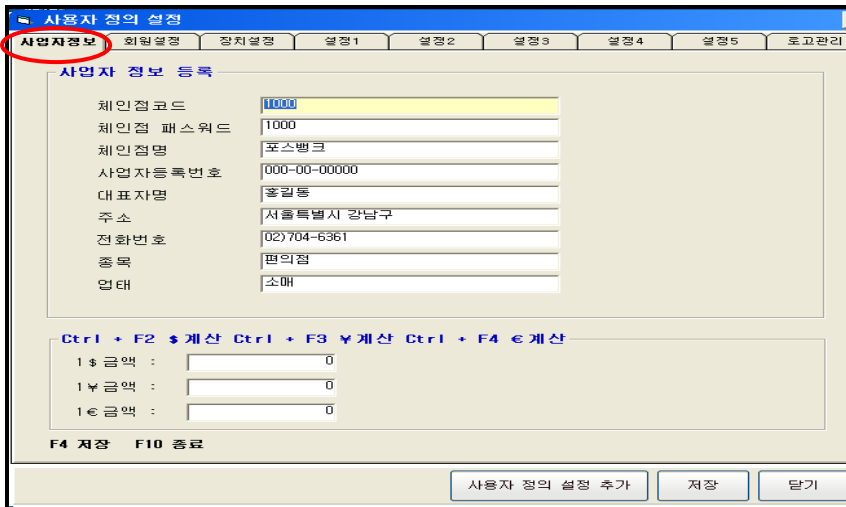 사용자 정의 설정
사업자정보 회원설정 장치설정 설정1 설정2 설정3 설정4 설정5 로고관리
사업자 정보 등록
체인점코드 1000
체인점 패스워드 1000
체인점명 포스뱅크
사업자등록번호 000-00-00000
대표자명 홍길동
주소 서울특별시 강남구
전화번호 02)704-6361
종목 편의점
업태 소매
Ctrl + F2 $계산 Ctrl + F3 ¥계산 Ctrl + F4 €계산
1$금액 : 0
1¥금액 : 0
1€금액 : 0
F4 저장 F10 종료
사용자 정의 설정 추가 저장 닫기